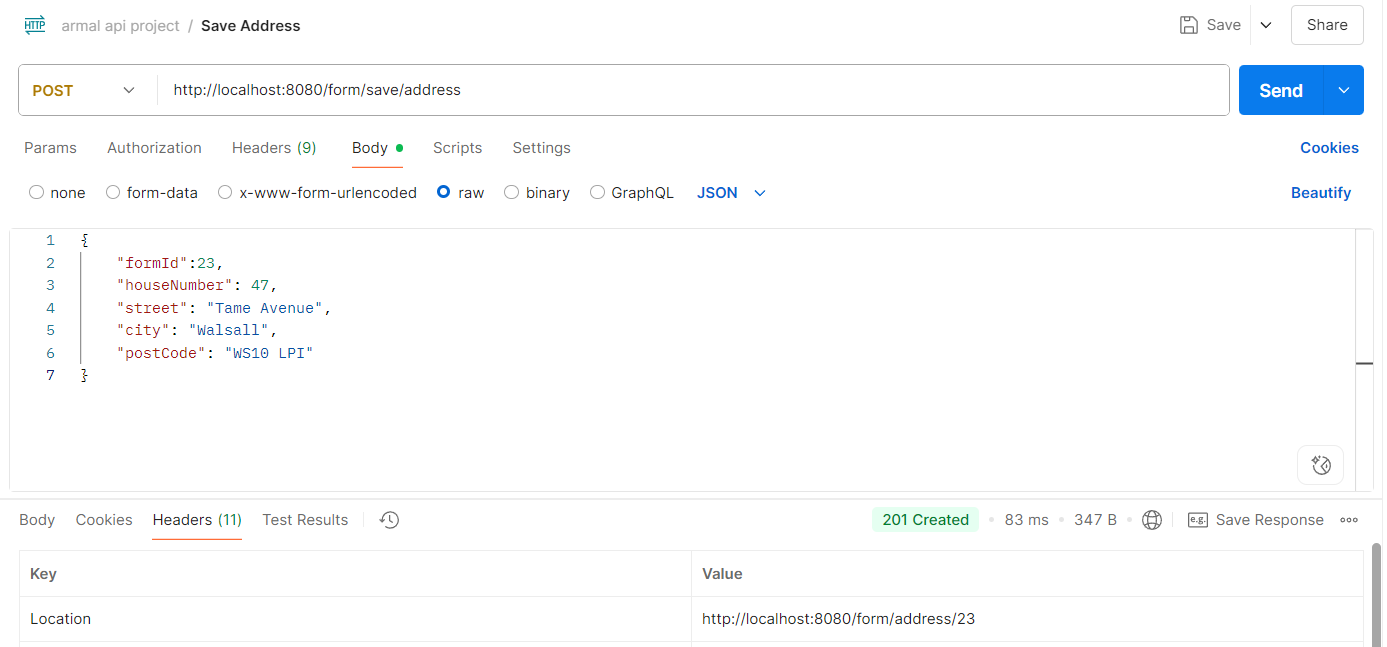 HTTP armal api project / Save Address Save Share
POST http://localhost:8080/form/save/address Send
Params Authorization Headers (9) Body Scripts Settings Cookies
none form-data x-www-form-urlencoded raw binary GraphQL JSON Beautify
1 {
2 "formId":23,
3 "houseNumber": 47,
4 "street": "Tame Avenue",
5 "city": "Walsall",
6 "postCode": "WS10 LPI"
7 }
Body Cookies Headers (11) Test Results 201 Created 83 ms 347 B e.g. Save Response
Key Value
Location http://localhost:8080/form/address/23